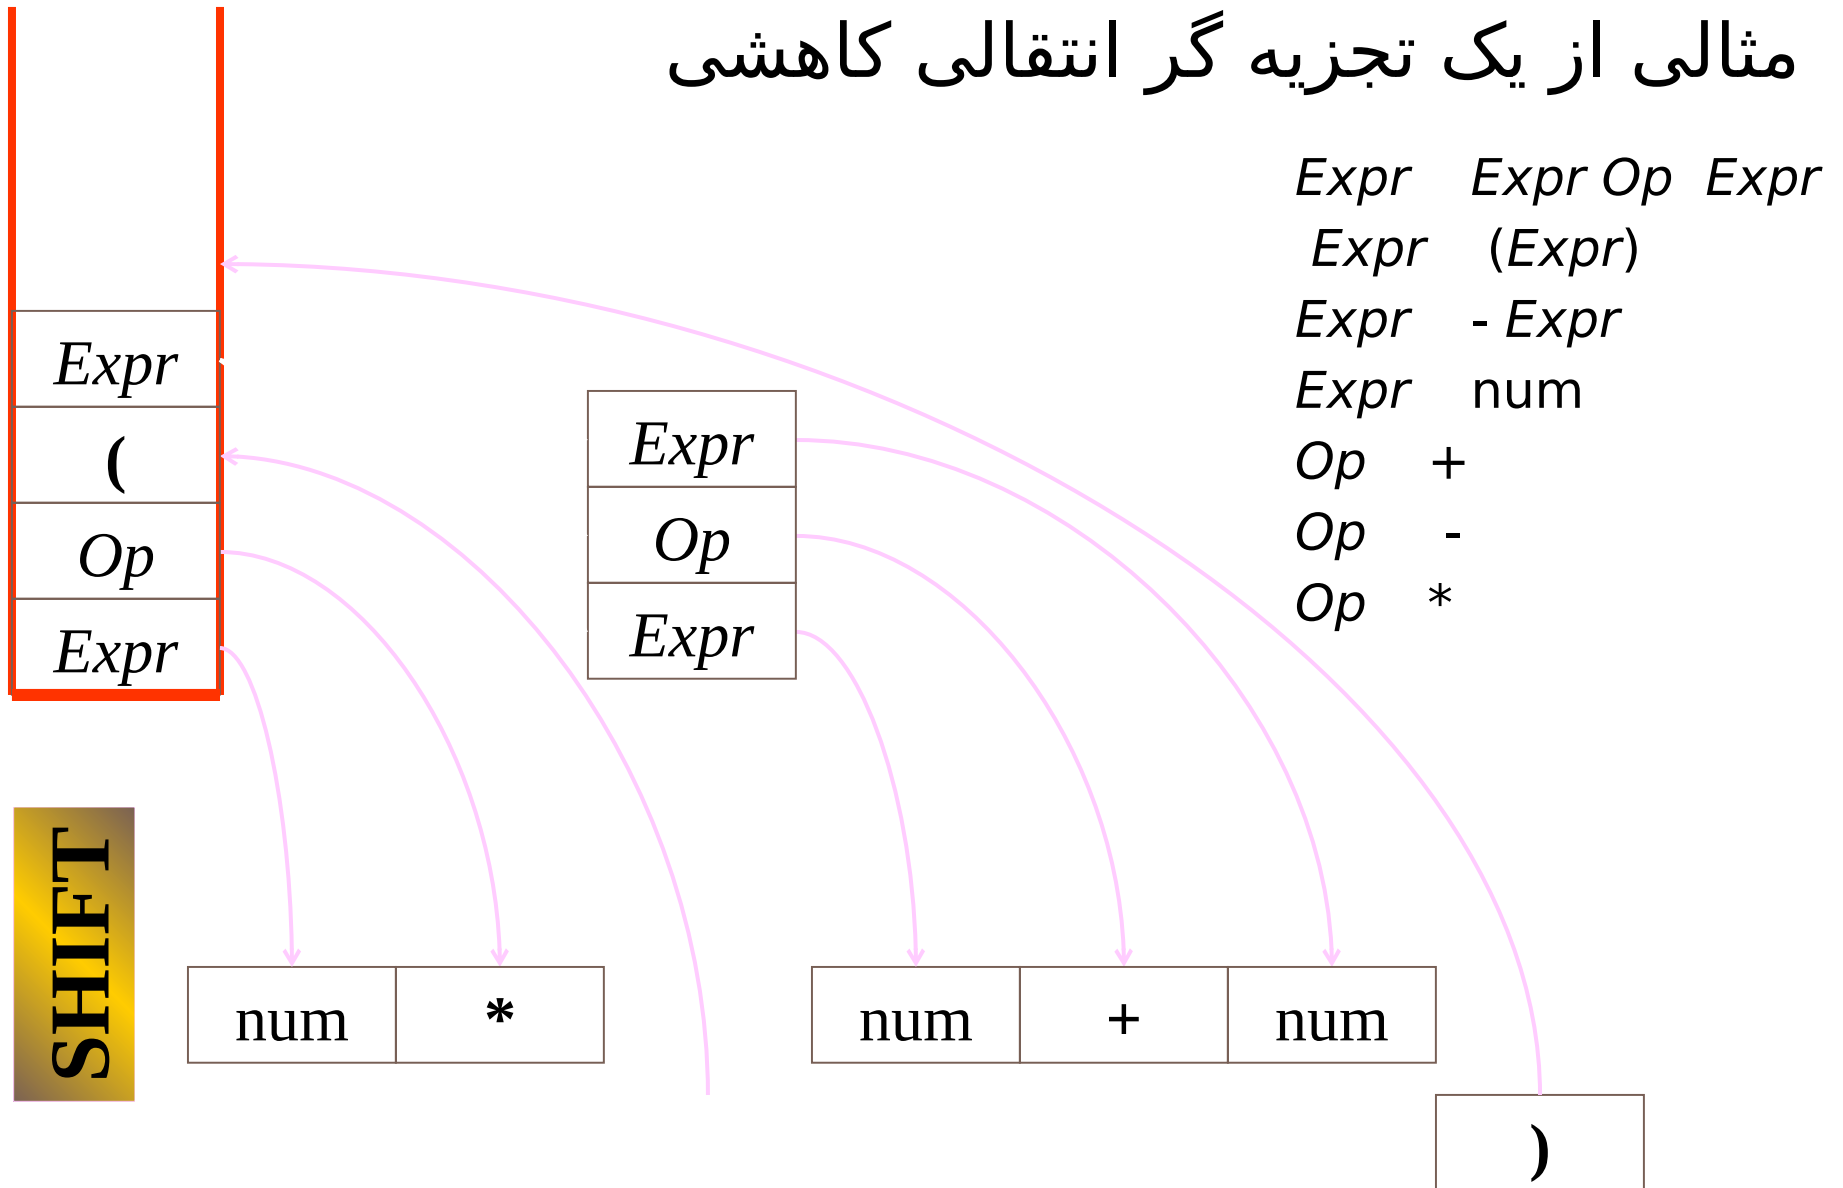 مثالی از یک تجزیه گر انتقالی کاهشی
Expr Expr Op Expr
Expr (Expr)
Expr - Expr
Expr num
Op +
Op -
Op *
Expr
(
Op
Expr
Expr
Op
Expr
SHIFT
num *
num + num
)